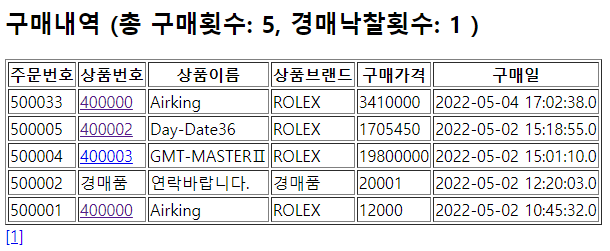 구매내역 (총 구매횟수: 5, 경매낙찰횟수: 1 )
주문번호 상품번호 상품이름 상품브랜드 구매가격 구매일
500033 400000 Airking ROLEX 3410000 2022-05-04 17:02:38.0
500005 400002 Day-Date36 ROLEX 1705450 2022-05-02 15:18:55.0
500004 400003 GMT-MASTERⅡ ROLEX 19800000 2022-05-02 15:01:10.0
500002 경매품 연락바랍니다. 경매품 20001 2022-05-02 12:20:03.0
500001 400000 Airking ROLEX 12000 2022-05-02 10:45:32.0
[1]